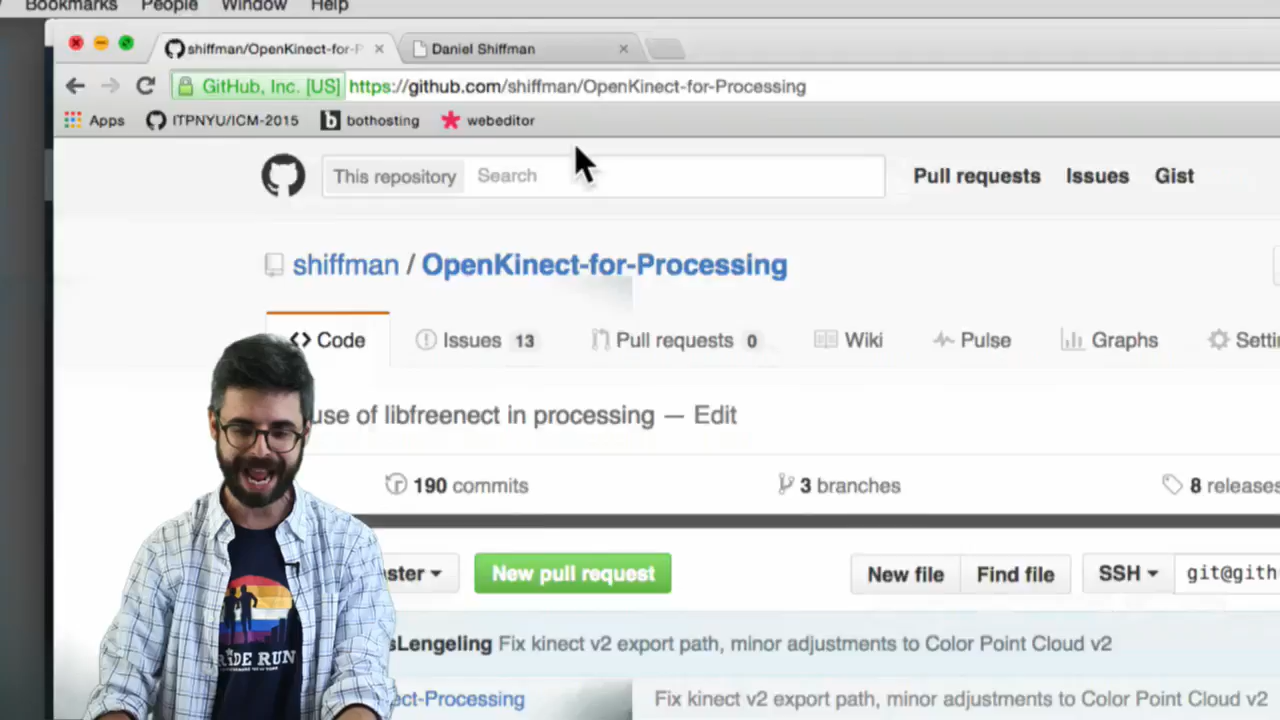 Bookmarks People Window Help
shiffman/OpenKinect-for-P
Daniel Shiffman
GitHub, Inc. [US] https://github.com/shiffman/OpenKinect-for-Processing
Apps ITPNYU/ICM-2015 bothosting webeditor
This repository Search Pull requests Issues Gist
shiffman / OpenKinect-for-Processing
Code Issues 13 Pull requests 0 Wiki Pulse Graphs Setti
use of libfreenect in processing — Edit
190 commits 3 branches 8 releases
ster New pull request New file Find file SSH git@gith
sLengeling Fix kinect v2 export path, minor adjustments to Color Point Cloud v2
ect-Processing Fix kinect v2 export path, minor adjustments to Color Point Cloud v2
RIDE RUN